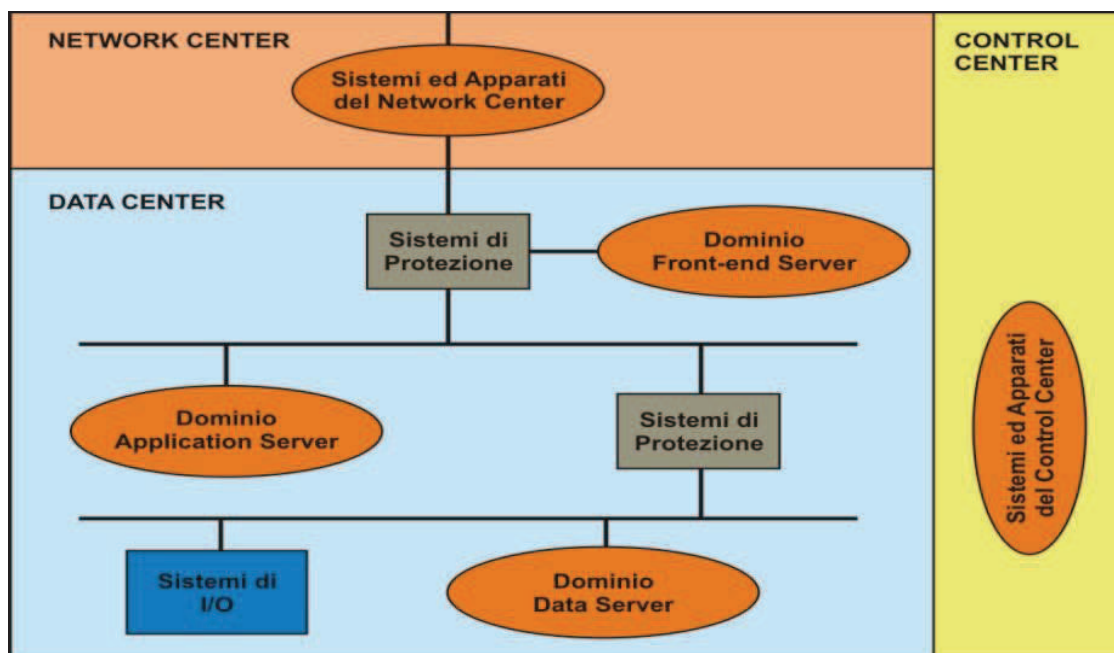 NETWORK CENTER
Sistemi ed Apparati
del Network Center
CONTROL
CENTER
DATA CENTER
Sistemi di
Protezione
Dominio
Front-end Server
Dominio
Application Server
Sistemi di
Protezione
Sistemi ed Apparati
del Control Center
Sistemi di
I/O
Dominio
Data Server